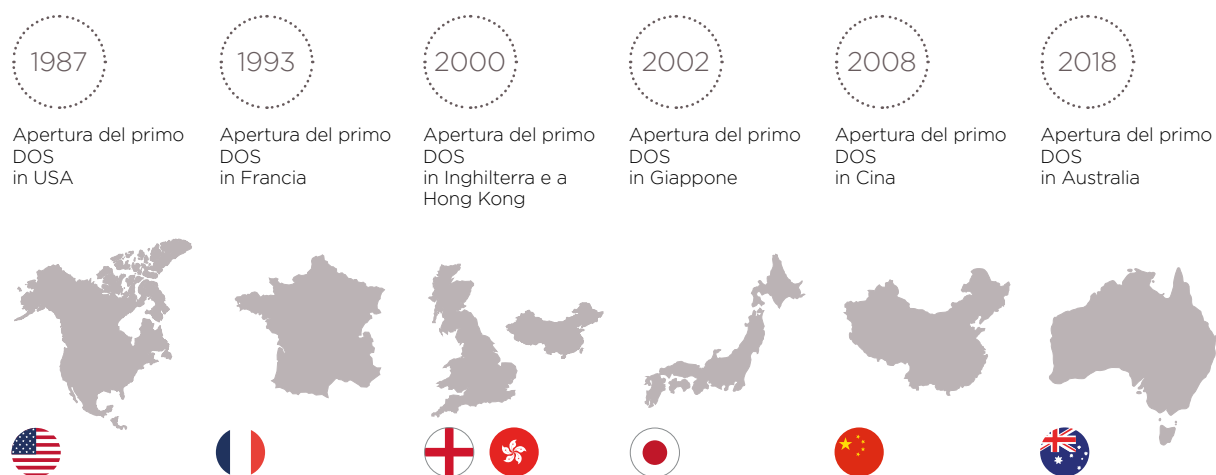 1987
Apertura del primo
DOS
in USA
1993
Apertura del primo
DOS
in Francia
2000
Apertura del primo
DOS
in Inghilterra e a
Hong Kong
2002
Apertura del primo
DOS
in Giappone
2008
Apertura del primo
DOS
in Cina
2018
Apertura del primo
DOS
in Australia